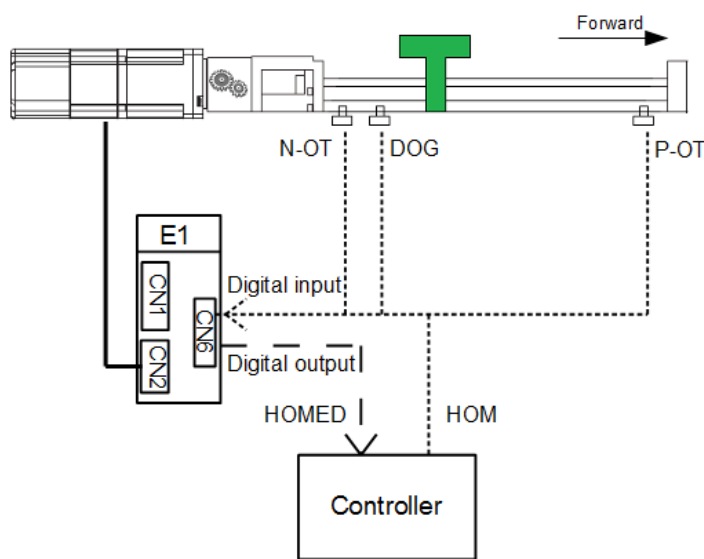 Forward
N-OT
DOG
P-OT
E1
CN1
Digital input
CN6
Digital output
CN2
HOMED
HOM
Controller